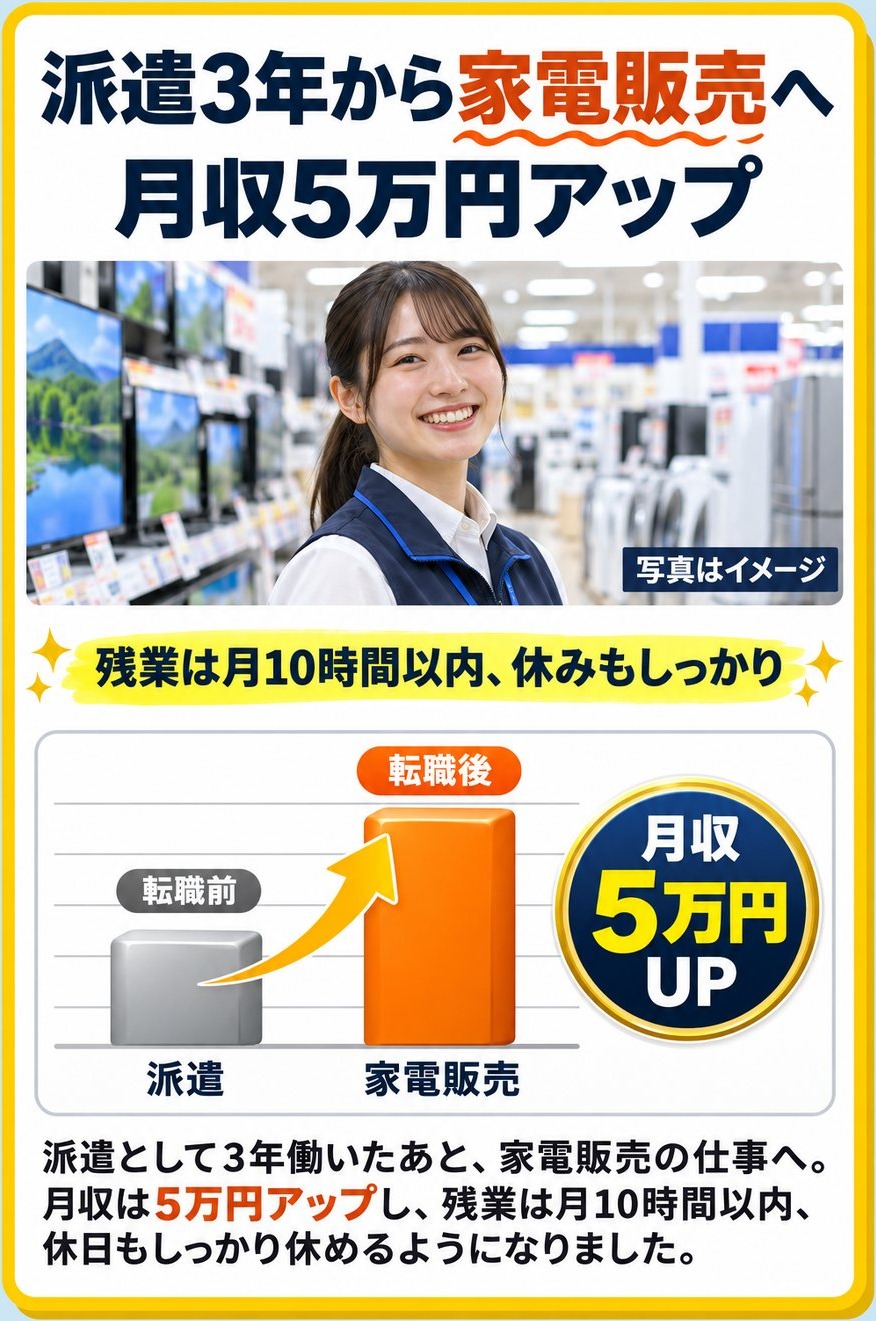 派遣3年から家電販売へ
月収5万円アップ
写真はイメージ
残業は月10時間以内、休みもしっかり
転職後
転職前
月収
5万円
UP
派遣
家電販売
派遣として3年働いたあと、家電販売の仕事へ。
月収は5万円アップし、残業は月10時間以内、
休日もしっかり休めるようになりました。